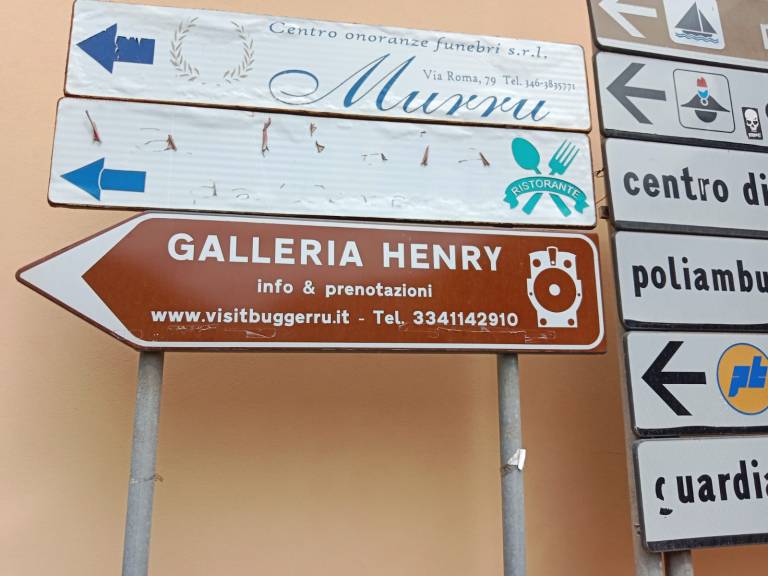 Centro onoranze funebri s.r.l.
Murru
Via Roma, 79 Tel. 346-3835771
RISTORANTE
GALLERIA HENRY
info & prenotazioni
www.visitbuggerru.it - Tel. 3341142910
centro di
poliambu
pt
guardia